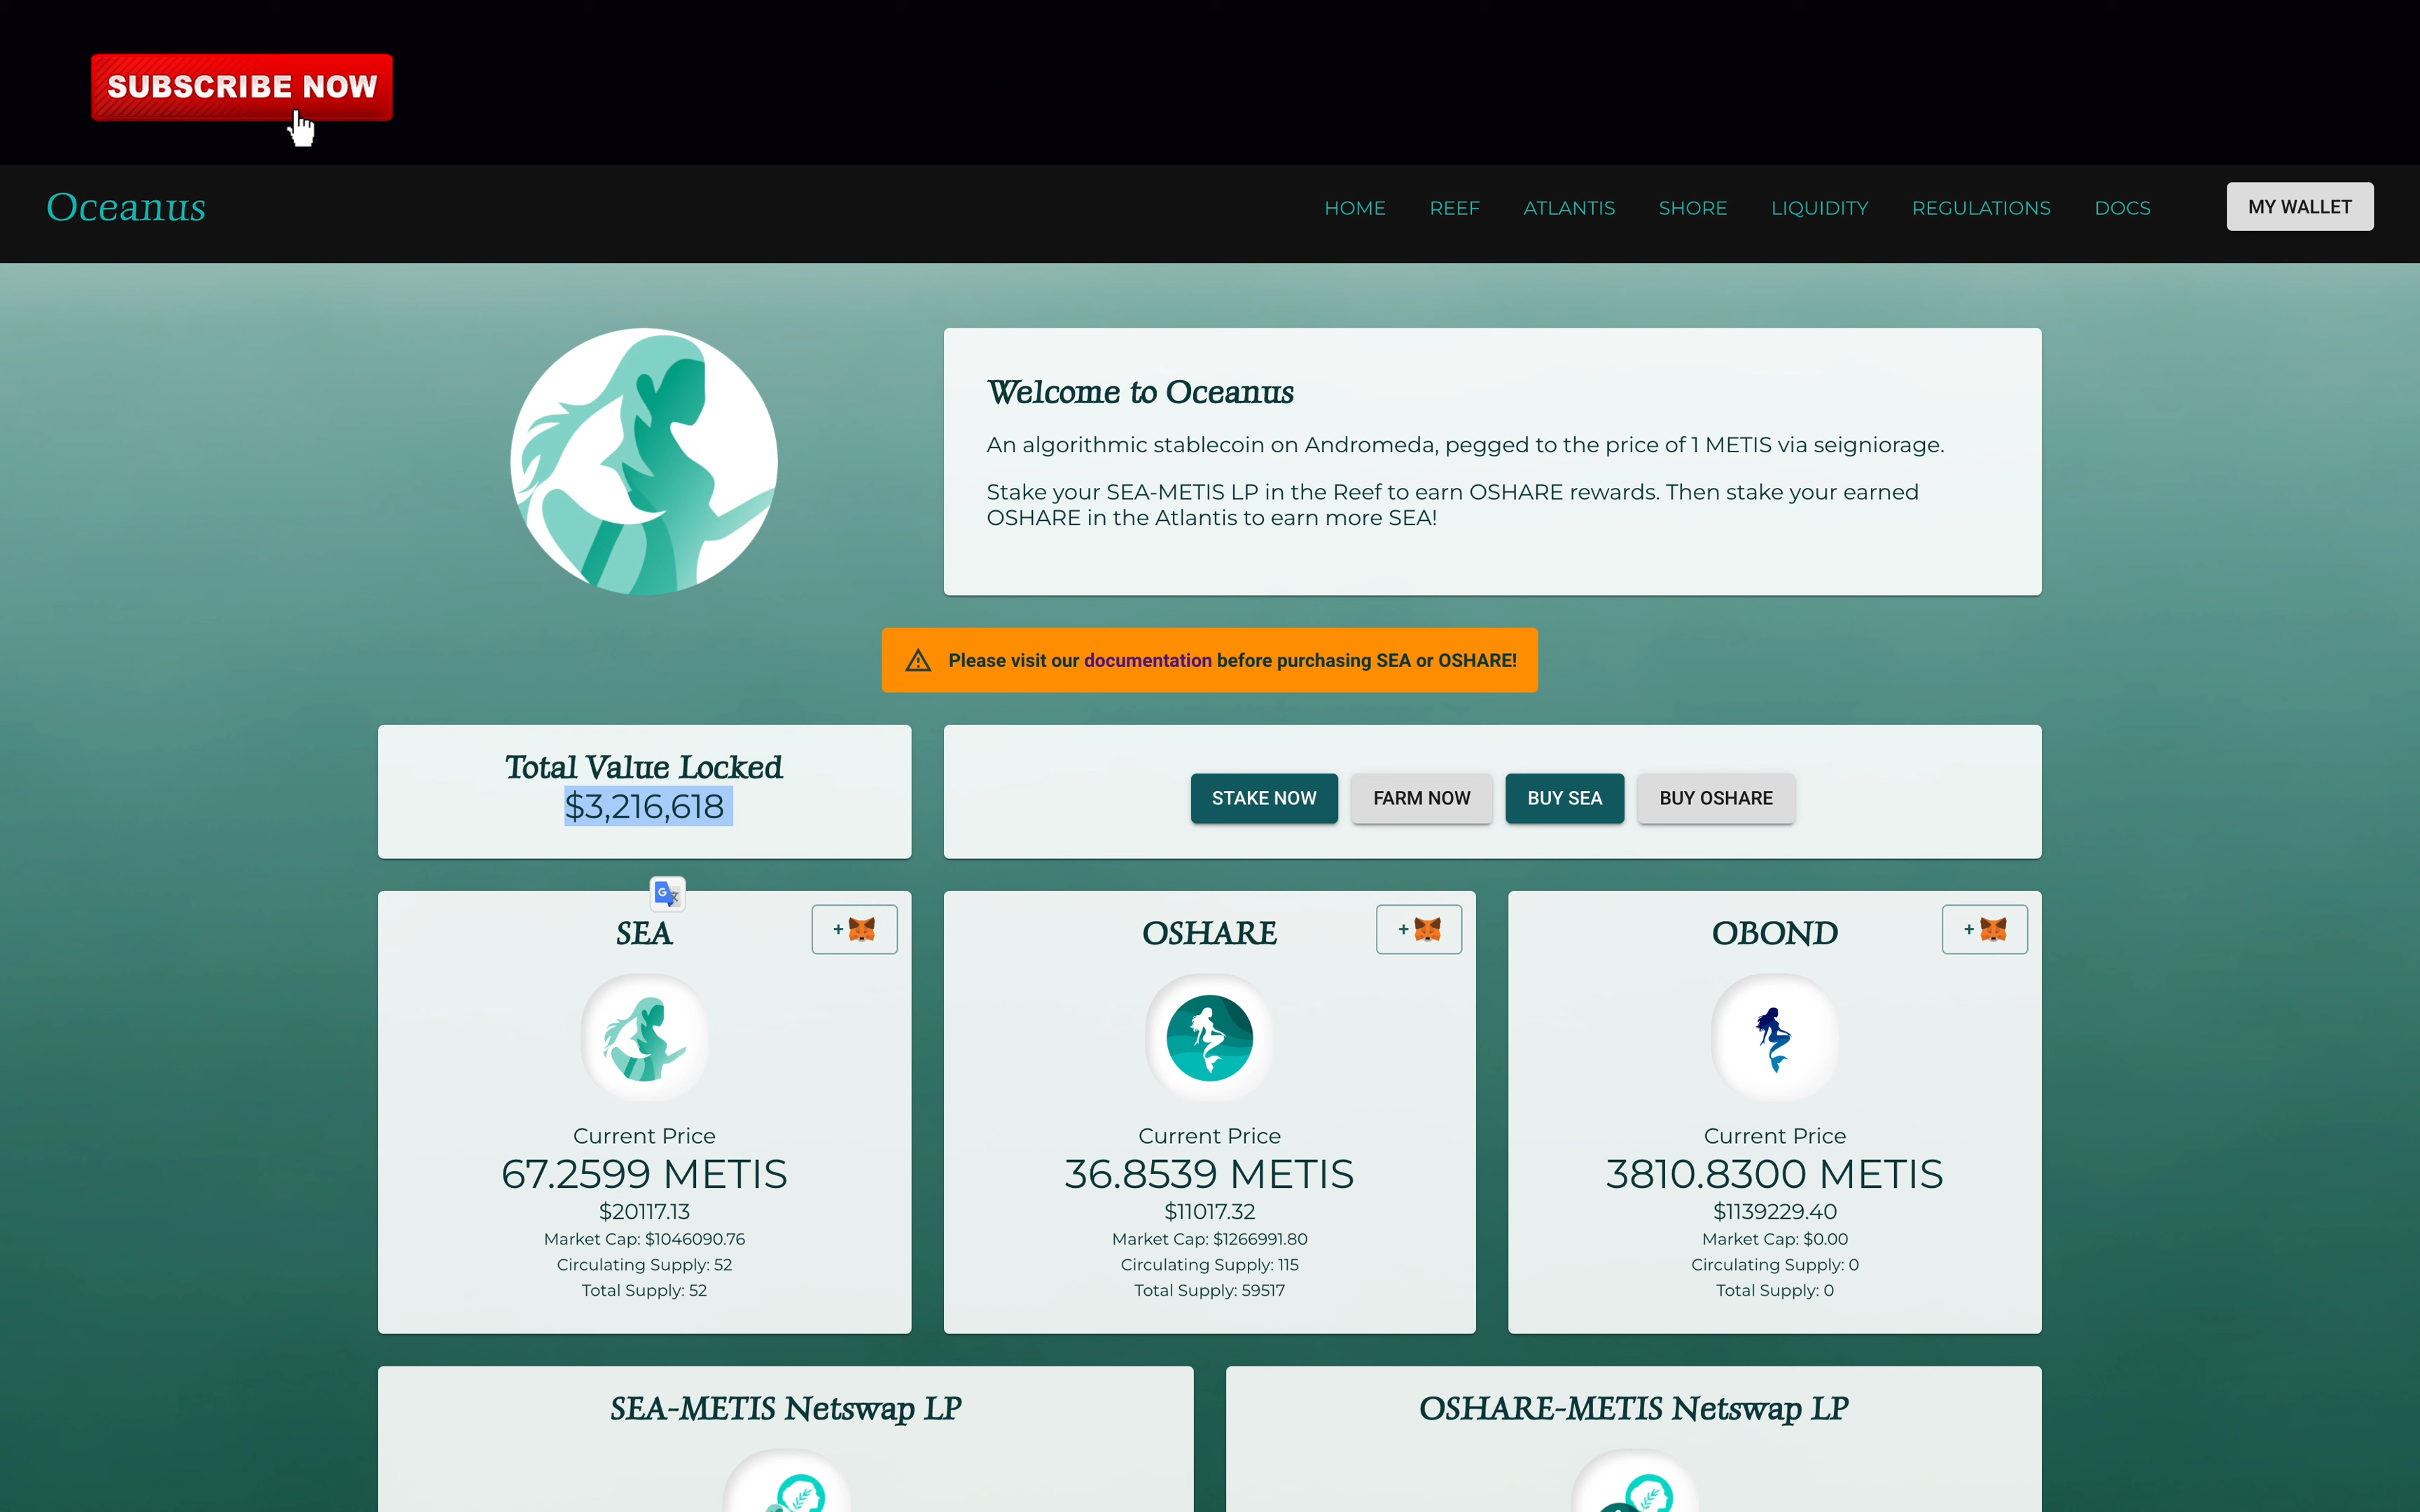 SUBSCRIBE NOW
Oceanus
HOME REEF ATLANTIS SHORE LIQUIDITY REGULATIONS DOCS MY WALLET
Welcome to Oceanus
An algorithmic stablecoin on Andromeda, pegged to the price of 1 METIS via seigniorage.
Stake your SEA-METIS LP in the Reef to earn OSHARE rewards. Then stake your earned
OSHARE in the Atlantis to earn more SEA!
Please visit our documentation before purchasing SEA or OSHARE!
Total Value Locked
$3,216,618
STAKE NOW FARM NOW BUY SEA BUY OSHARE
SEA
+
Current Price
67.2599 METIS
$20117.13
Market Cap: $1046090.76
Circulating Supply: 52
Total Supply: 52
OSHARE
+
Current Price
36.8539 METIS
$11017.32
Market Cap: $1266991.80
Circulating Supply: 115
Total Supply: 59517
OBOND
+
Current Price
3810.8300 METIS
$1139229.40
Market Cap: $0.00
Circulating Supply: 0
Total Supply: 0
SEA-METIS Netswap LP
OSHARE-METIS Netswap LP